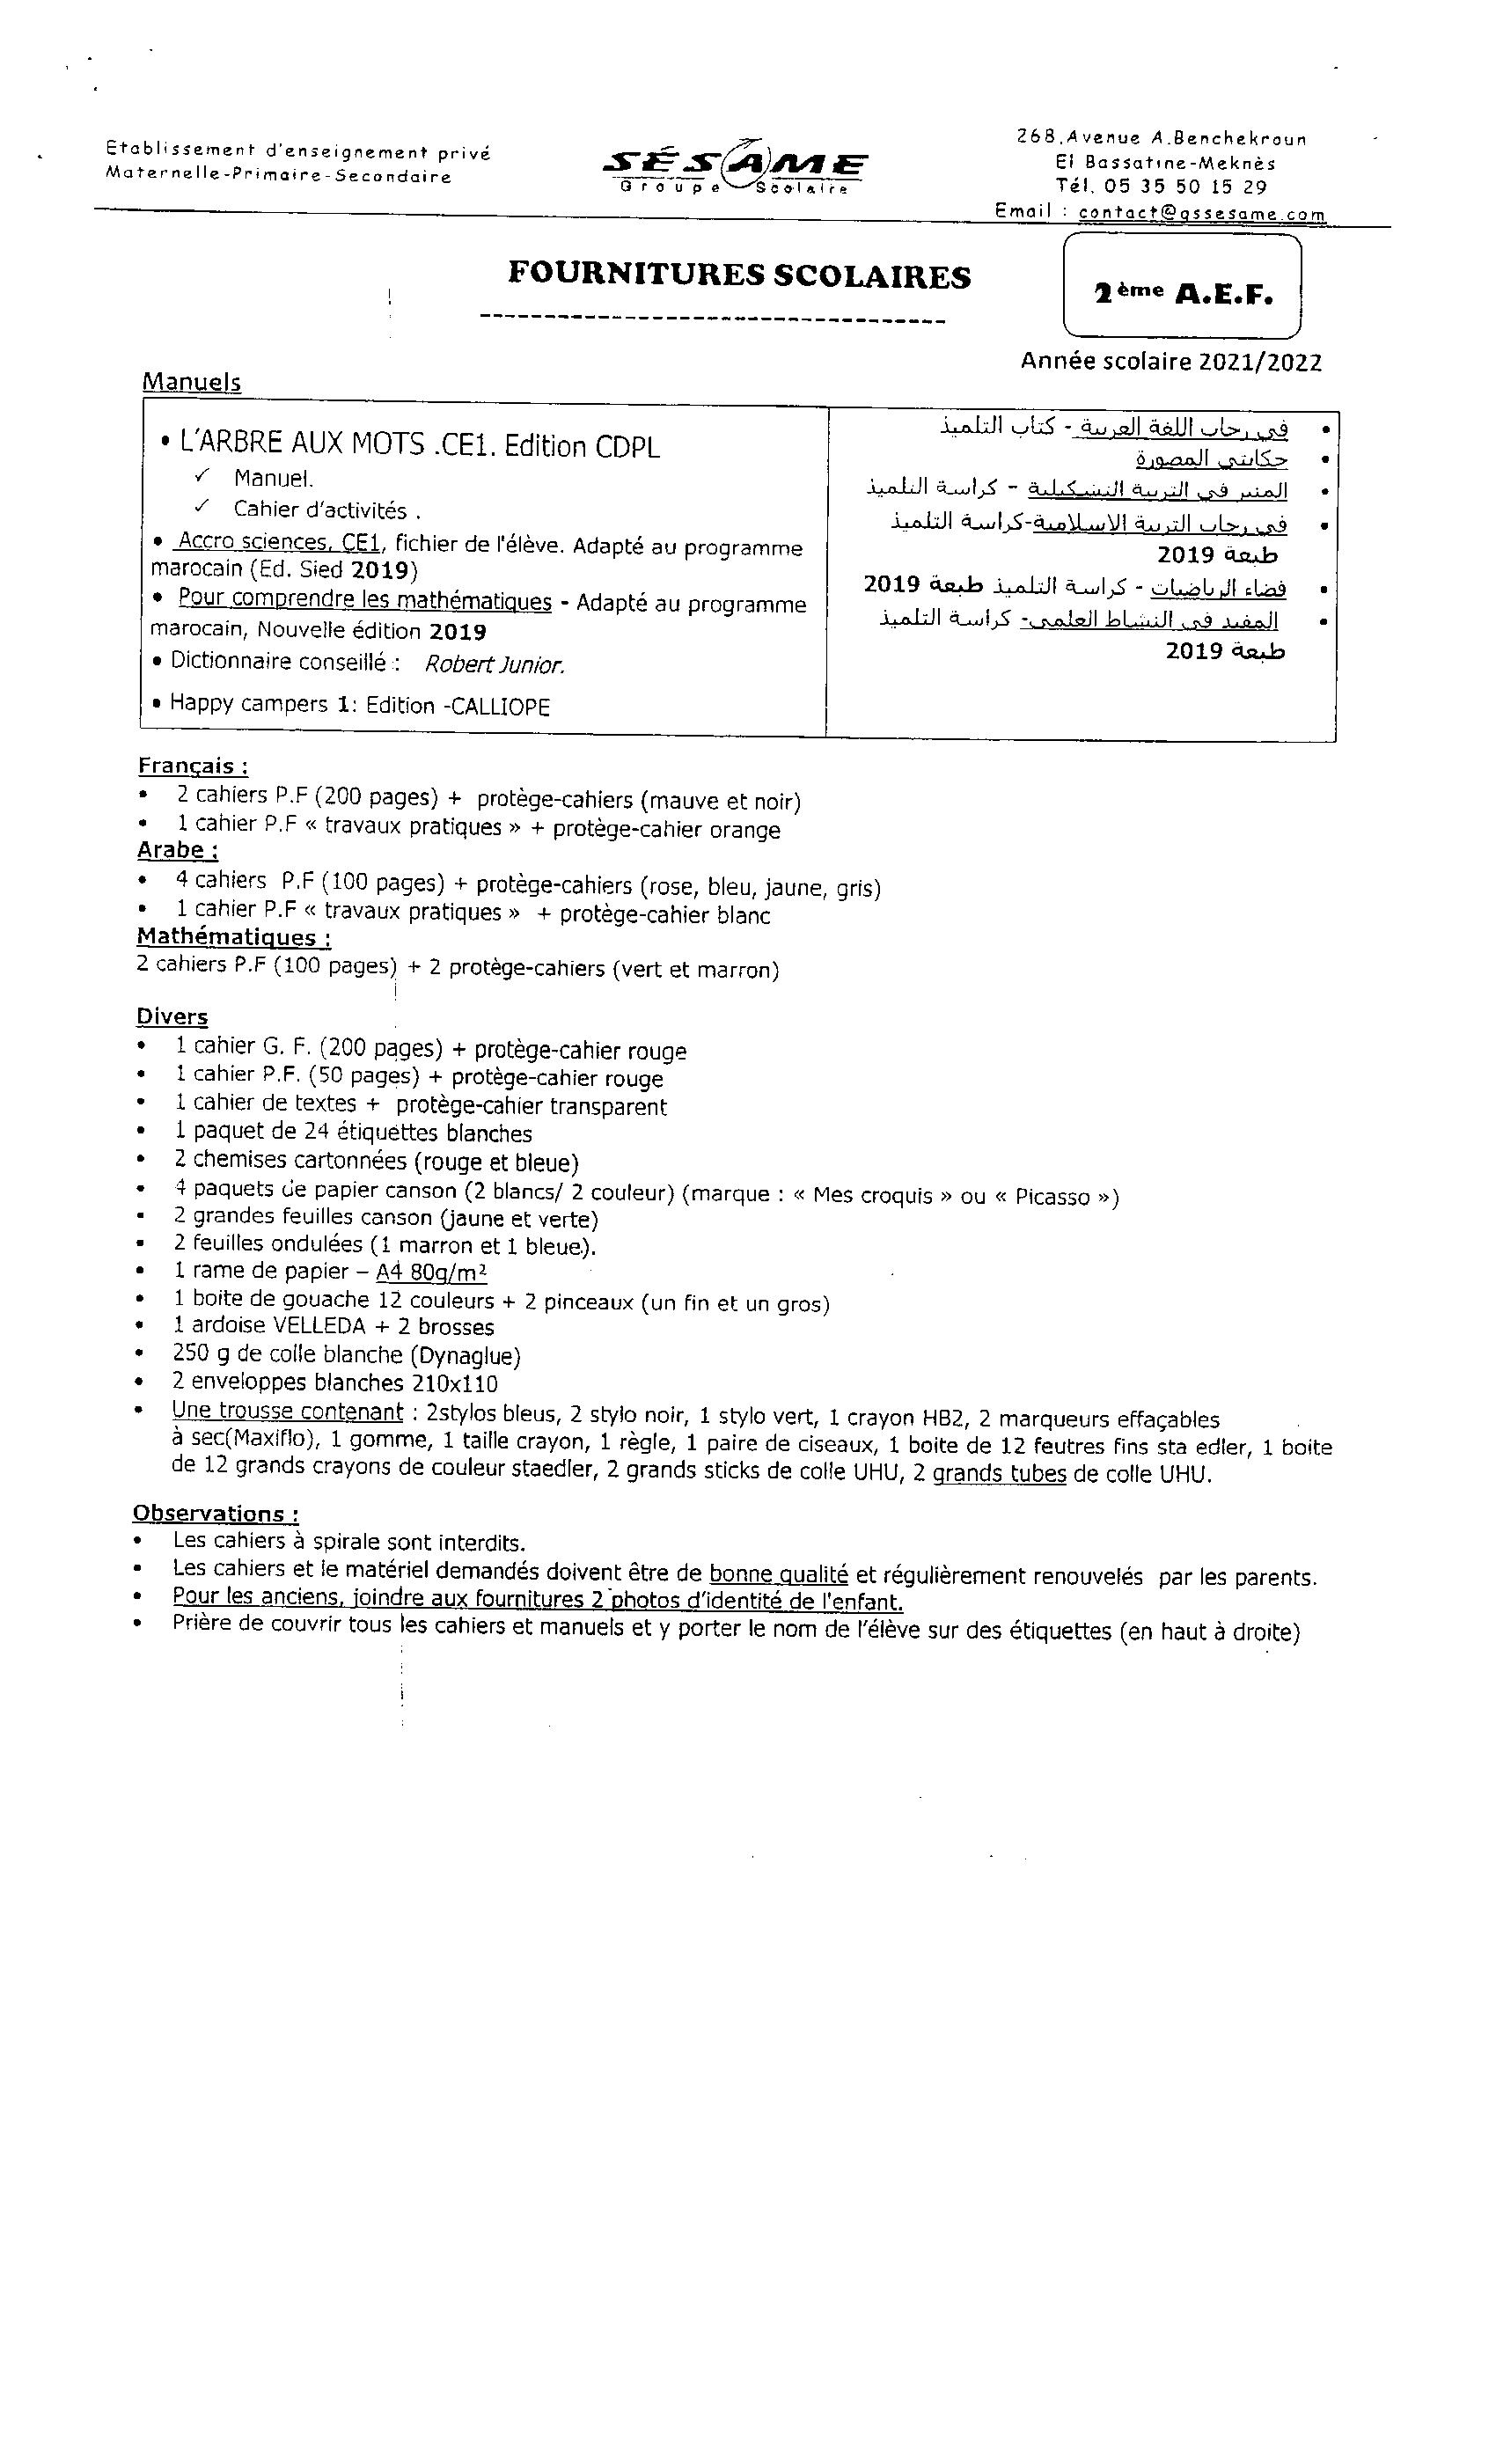 Etablissement d'enseignement privé
Maternelle-Primaire-Secondaire
SÉSAME
Groupe Scolaire
268,Avenue A.Benchekroun
El Bassatine-Meknès
Tél. 05 35 50 15 29
Email : contact@gssesame.com
FOURNITURES SCOLAIRES
2ème A.E.F.
Année scolaire 2021/2022
Manuels
• L'ARBRE AUX MOTS .CE1. Edition CDPL
✓ Manuel.
✓ Cahier d'activités .
• Accro sciences, CE1, fichier de l'élève. Adapté au programme
marocain (Ed. Sied 2019)
• Pour comprendre les mathématiques - Adapté au programme
marocain, Nouvelle édition 2019
• Dictionnaire conseillé : Robert Junior.
• Happy campers 1: Edition -CALLIOPE
• في رحاب اللغة العربية - كتاب التلميذ
• حكايتي المصورة
• المنير في التربية التشكيلية - كراسة التلميذ
• في رحاب التربية الاسلامية-كراسة التلميذ
طبعة 2019
• فضاء الرياضيات - كراسة التلميذ طبعة 2019
• المفيد في النشاط العلمي- كراسة التلميذ
طبعة 2019
Français :
• 2 cahiers P.F (200 pages) + protège-cahiers (mauve et noir)
• 1 cahier P.F « travaux pratiques » + protège-cahier orange
Arabe :
• 4 cahiers P.F (100 pages) + protège-cahiers (rose, bleu, jaune, gris)
• 1 cahier P.F « travaux pratiques » + protège-cahier blanc
Mathématiques :
2 cahiers P.F (100 pages) + 2 protège-cahiers (vert et marron)
Divers
• 1 cahier G. F. (200 pages) + protège-cahier rouge
• 1 cahier P.F. (50 pages) + protège-cahier rouge
• 1 cahier de textes + protège-cahier transparent
• 1 paquet de 24 étiquettes blanches
• 2 chemises cartonnées (rouge et bleue)
• 4 paquets de papier canson (2 blancs/ 2 couleur) (marque : « Mes croquis » ou « Picasso »)
• 2 grandes feuilles canson (jaune et verte)
• 2 feuilles ondulées (1 marron et 1 bleue).
• 1 rame de papier – A4 80g/m²
• 1 boite de gouache 12 couleurs + 2 pinceaux (un fin et un gros)
• 1 ardoise VELLEDA + 2 brosses
• 250 g de colle blanche (Dynaglue)
• 2 enveloppes blanches 210x110
• Une trousse contenant : 2stylos bleus, 2 stylo noir, 1 stylo vert, 1 crayon HB2, 2 marqueurs effaçables
à sec(Maxiflo), 1 gomme, 1 taille crayon, 1 règle, 1 paire de ciseaux, 1 boite de 12 feutres fins sta edler, 1 boite
de 12 grands crayons de couleur staedler, 2 grands sticks de colle UHU, 2 grands tubes de colle UHU.
Observations :
• Les cahiers à spirale sont interdits.
• Les cahiers et le matériel demandés doivent être de bonne qualité et régulièrement renouvelés par les parents.
• Pour les anciens, joindre aux fournitures 2 photos d'identité de l'enfant.
• Prière de couvrir tous les cahiers et manuels et y porter le nom de l'élève sur des étiquettes (en haut à droite)